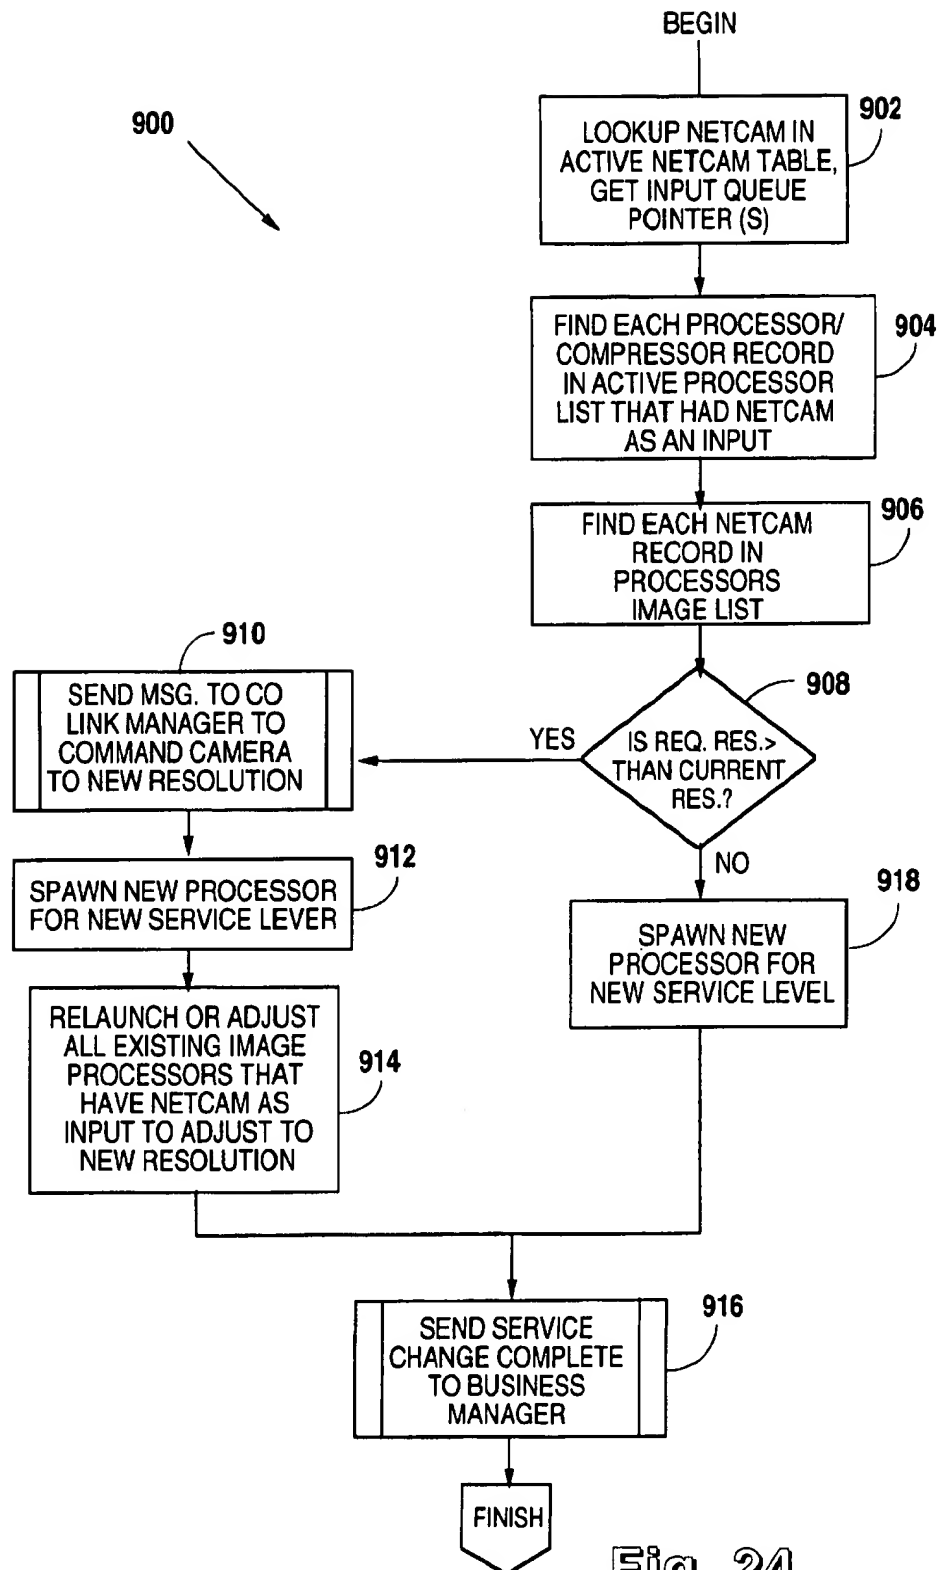 BEGIN
900
902
LOOKUP NETCAM IN
ACTIVE NETCAM TABLE,
GET INPUT QUEUE
POINTER (S)
904
FIND EACH PROCESSOR/
COMPRESSOR RECORD
IN ACTIVE PROCESSOR
LIST THAT HAD NETCAM
AS AN INPUT
906
FIND EACH NETCAM
RECORD IN
PROCESSORS
IMAGE LIST
908
IS REQ. RES.>
THAN CURRENT
RES.?
YES
NO
910
SEND MSG. TO CO
LINK MANAGER TO
COMMAND CAMERA
TO NEW RESOLUTION
912
SPAWN NEW PROCESSOR
FOR NEW SERVICE LEVER
918
SPAWN NEW
PROCESSOR FOR
NEW SERVICE LEVEL
914
RELAUNCH OR ADJUST
ALL EXISTING IMAGE
PROCESSORS THAT
HAVE NETCAM AS
INPUT TO ADJUST TO
NEW RESOLUTION
916
SEND SERVICE
CHANGE COMPLETE
TO BUSINESS
MANAGER
FINISH
Fig. 24